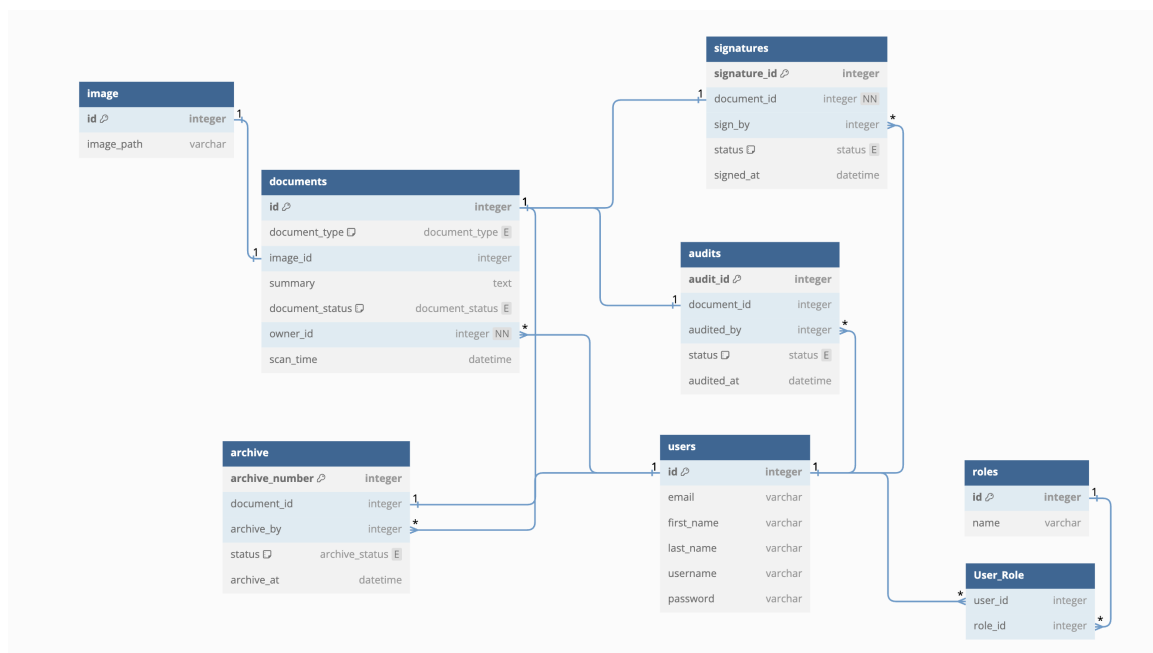 image
id integer
image_path varchar
documents
id integer
document_type document_type E
image_id integer
summary text
document_status document_status E
owner_id integer NN
scan_time datetime
archive
archive_number integer
document_id integer
archive_by integer
status archive_status E
archive_at datetime
signatures
signature_id integer
document_id integer NN
sign_by integer
status status E
signed_at datetime
audits
audit_id integer
document_id integer
audited_by integer
status status E
audited_at datetime
users
id integer
email varchar
first_name varchar
last_name varchar
username varchar
password varchar
roles
id integer
name varchar
User_Role
user_id integer
role_id integer
1
1
1
*
1
*
1
1
*
1
*
1
1
*
1
*